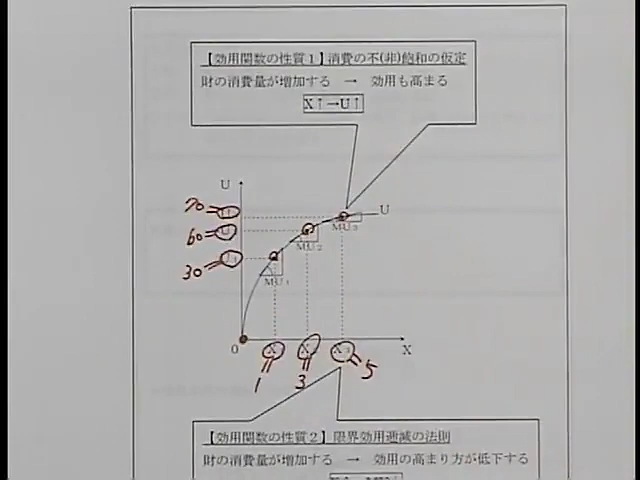 【効用関数の性質1】消費の不(非)飽和の仮定
財の消費量が増加する → 効用も高まる
X↑→U↑
U
70
U
60
MU3
MU2
30
MU1
0
X
1
3
5
【効用関数の性質2】限界効用逓減の法則
財の消費量が増加する → 効用の高まり方が低下する